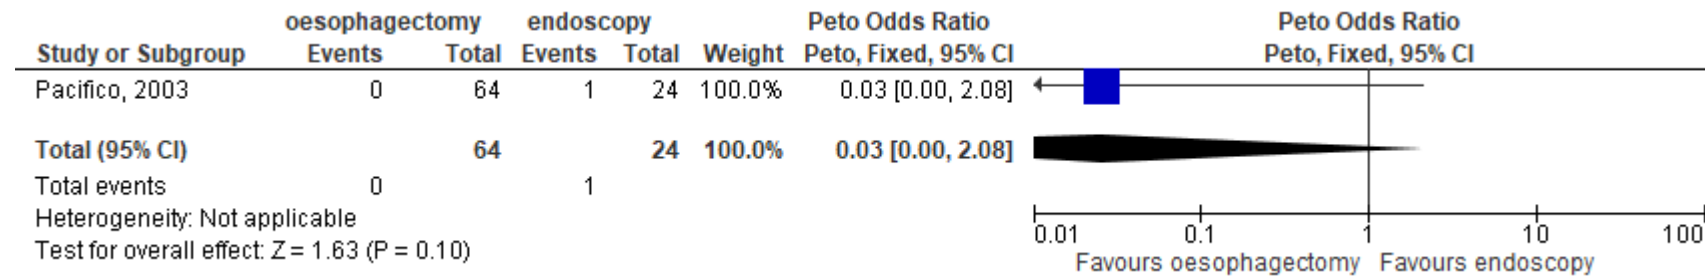 oesophagectomy endoscopy Peto Odds Ratio Peto Odds Ratio
Study or Subgroup Events Total Events Total Weight Peto, Fixed, 95% CI Peto, Fixed, 95% CI
Pacifico, 2003 0 64 1 24 100.0% 0.03 [0.00, 2.08]
Total (95% CI) 64 24 100.0% 0.03 [0.00, 2.08]
Total events 0 1
Heterogeneity: Not applicable
Test for overall effect: Z = 1.63 (P = 0.10)
0.01 0.1 1 10 100
Favours oesophagectomy Favours endoscopy